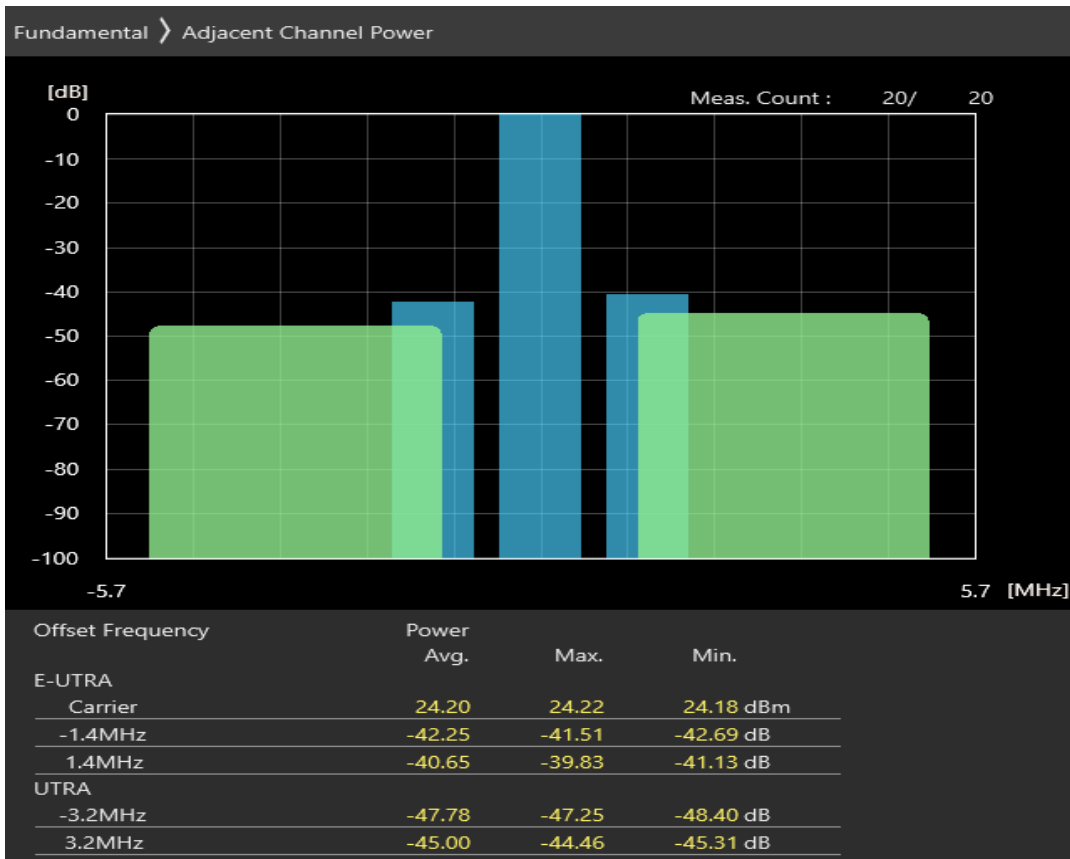 Fundamental 〉 Adjacent Channel Power
[dB]
Meas. Count : 20/ 20
0
-10
-20
-30
-40
-50
-60
-70
-80
-90
-100
-5.7 5.7 [MHz]
Offset Frequency Power
Avg. Max. Min.
E-UTRA
Carrier 24.20 24.22 24.18 dBm
-1.4MHz -42.25 -41.51 -42.69 dB
1.4MHz -40.65 -39.83 -41.13 dB
UTRA
-3.2MHz -47.78 -47.25 -48.40 dB
3.2MHz -45.00 -44.46 -45.31 dB